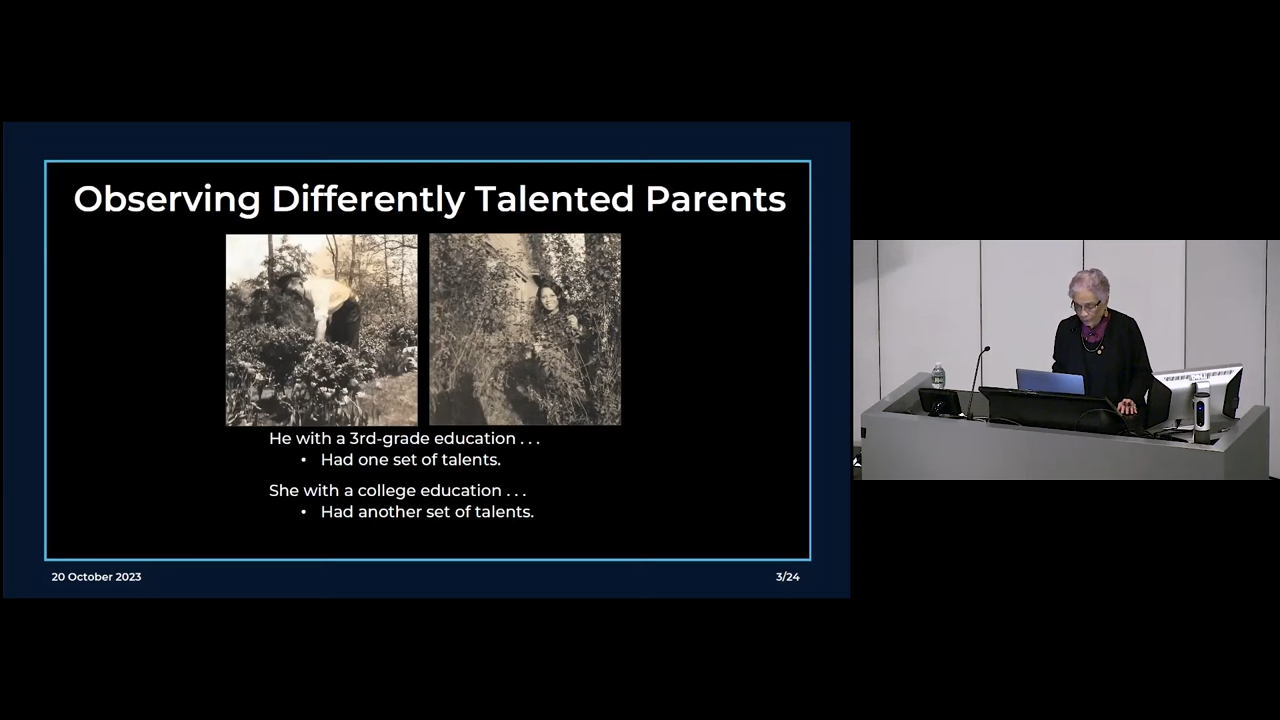 Observing Differently Talented Parents
He with a 3rd-grade education . . .
• Had one set of talents.
She with a college education . . .
• Had another set of talents.
20 October 2023
3/24